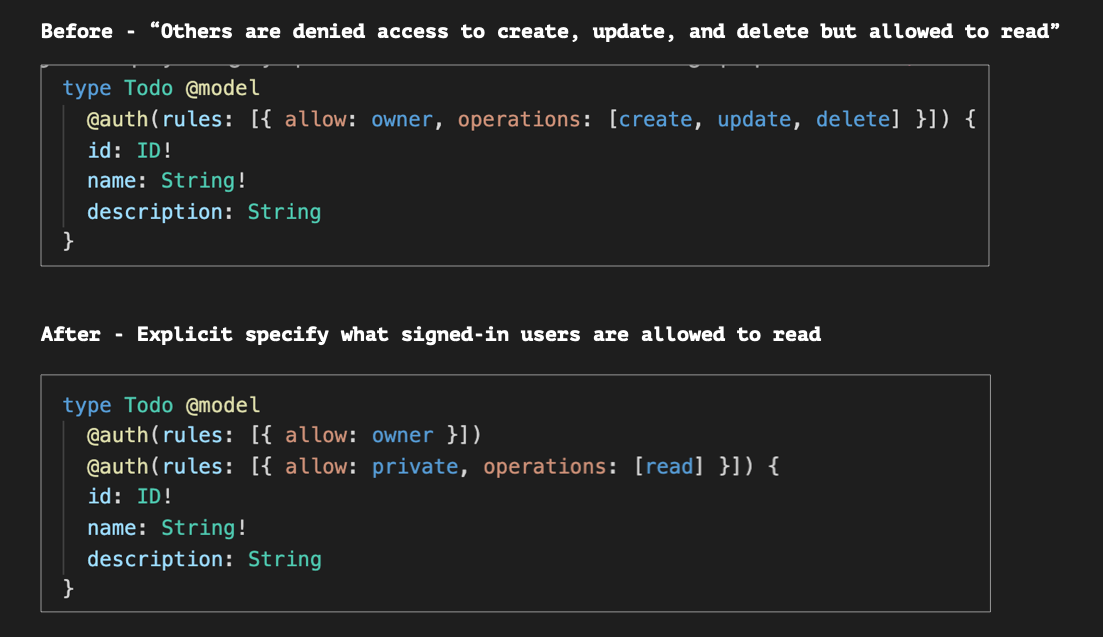 Before - “Others are denied access to create, update, and delete but allowed to read”
type Todo @model
@auth(rules: [{ allow: owner, operations: [create, update, delete] }]) {
id: ID!
name: String!
description: String
}
After - Explicit specify what signed-in users are allowed to read
type Todo @model
@auth(rules: [{ allow: owner }])
@auth(rules: [{ allow: private, operations: [read] }]) {
id: ID!
name: String!
description: String
}